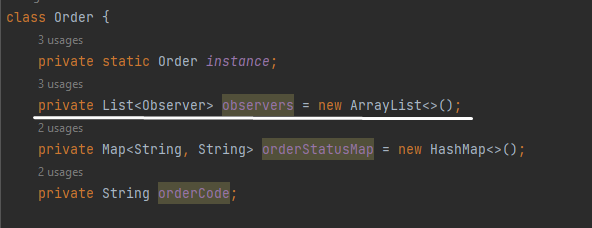 class Order {
3 usages
private static Order instance;
3 usages
private List<Observer> observers = new ArrayList<>();
2 usages
private Map<String, String> orderStatusMap = new HashMap<>();
2 usages
private String orderCode;